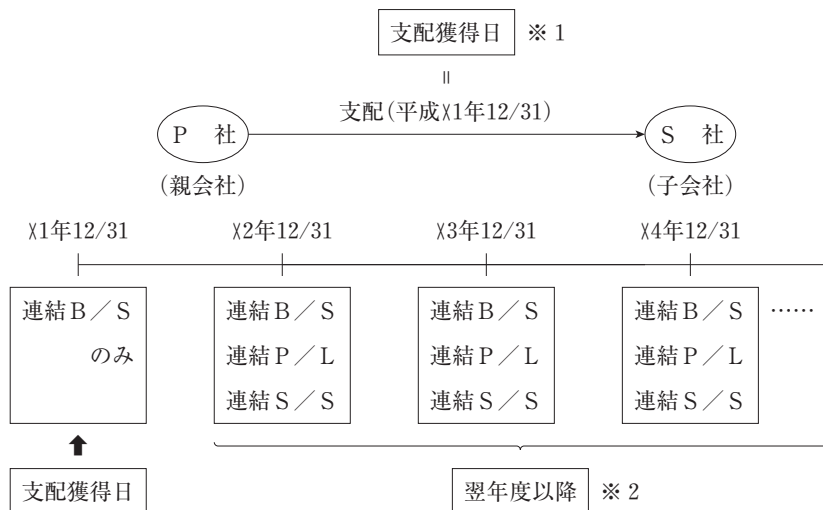 支配獲得日 ※1
＝
支配(平成X1年12/31)
P 社
S 社
(親会社)
(子会社)
X1年12/31 X2年12/31 X3年12/31 X4年12/31
連結B／S
のみ
連結B／S
連結P／L
連結S／S
連結B／S
連結P／L
連結S／S
連結B／S
連結P／L
連結S／S
……
支配獲得日
翌年度以降 ※2